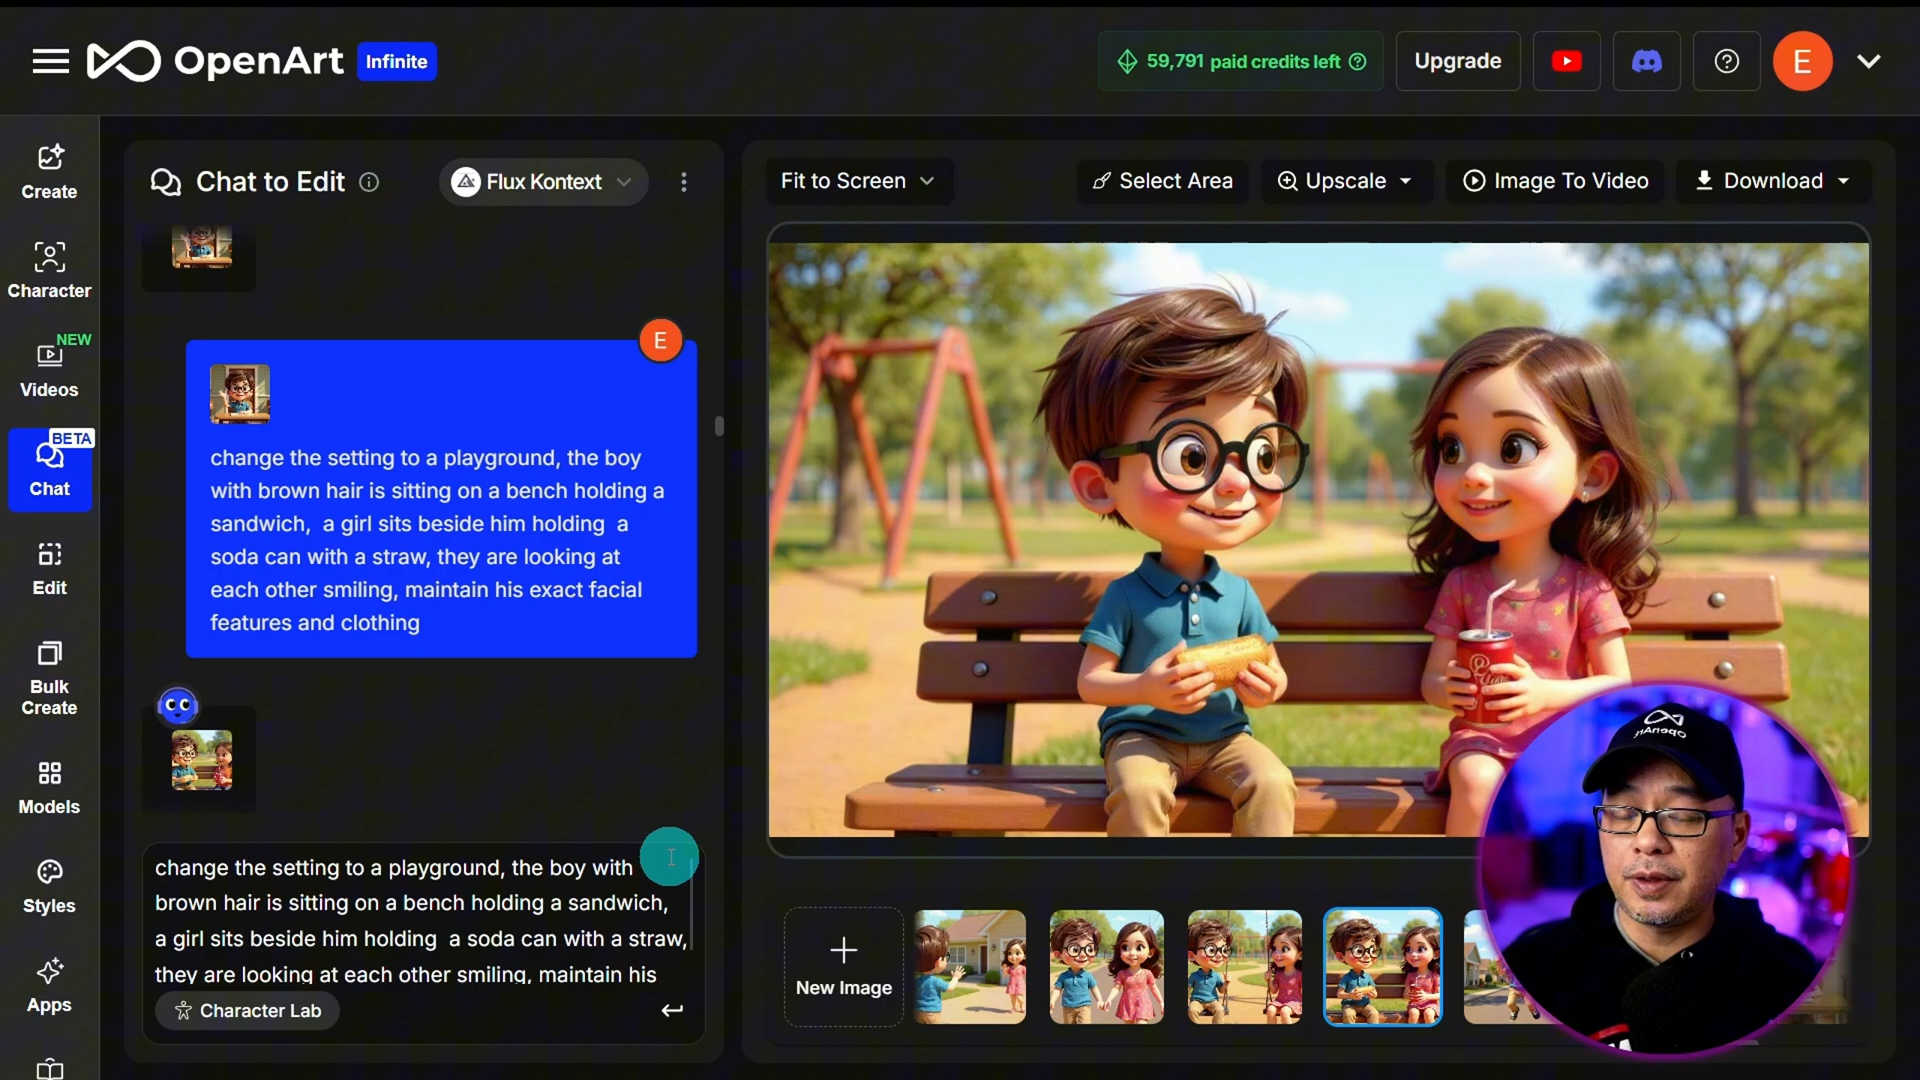 OpenArt
Infinite
59,791 paid credits left
Upgrade
E
Create
Character
NEW
Videos
BETA
Chat
Edit
Bulk
Create
Models
Styles
Apps
Chat to Edit
Flux Kontext
E
change the setting to a playground, the boy
with brown hair is sitting on a bench holding a
sandwich,  a girl sits beside him holding  a
soda can with a straw, they are looking at
each other smiling, maintain his exact facial
features and clothing
change the setting to a playground, the boy with
brown hair is sitting on a bench holding a sandwich,
a girl sits beside him holding  a soda can with a straw,
they are looking at each other smiling, maintain his
Character Lab
Fit to Screen
Select Area
Upscale
Image To Video
Download
New Image
OpenArt